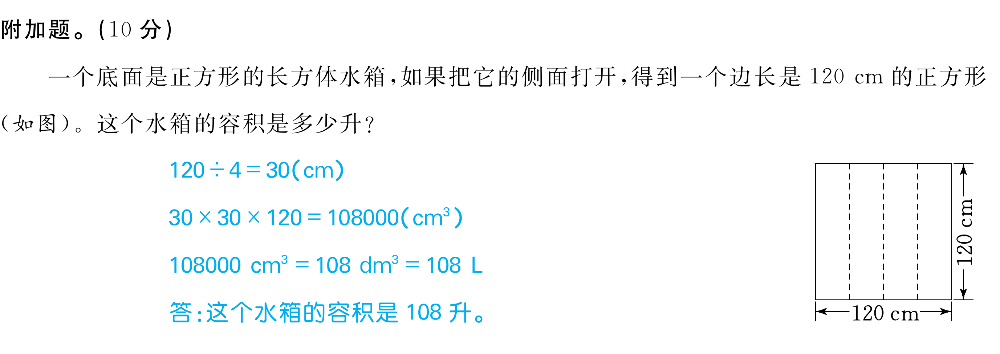 附加题。(10 分)
一个底面是正方形的长方体水箱,如果把它的侧面打开,得到一个边长是 120 cm 的正方形
(如图)。这个水箱的容积是多少升?
120÷4=30(cm)
30×30×120=108000(cm³)
108000 cm³=108 dm³=108 L
答:这个水箱的容积是 108 升。
120 cm
120 cm